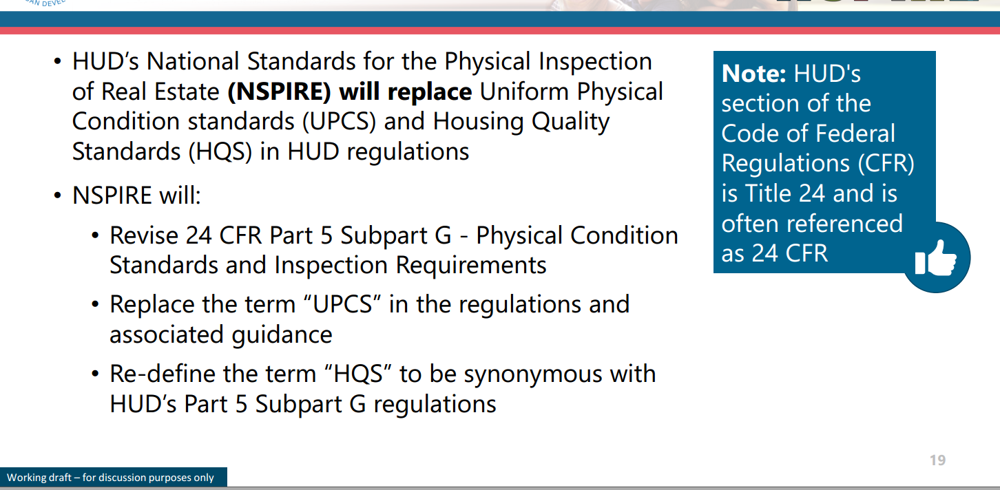 • HUD’s National Standards for the Physical Inspection
of Real Estate (NSPIRE) will replace Uniform Physical
Condition standards (UPCS) and Housing Quality
Standards (HQS) in HUD regulations
• NSPIRE will:
• Revise 24 CFR Part 5 Subpart G - Physical Condition
Standards and Inspection Requirements
• Replace the term “UPCS” in the regulations and
associated guidance
• Re-define the term “HQS” to be synonymous with
HUD’s Part 5 Subpart G regulations
Note: HUD's
section of the
Code of Federal
Regulations (CFR)
is Title 24 and is
often referenced
as 24 CFR
19
Working draft – for discussion purposes only